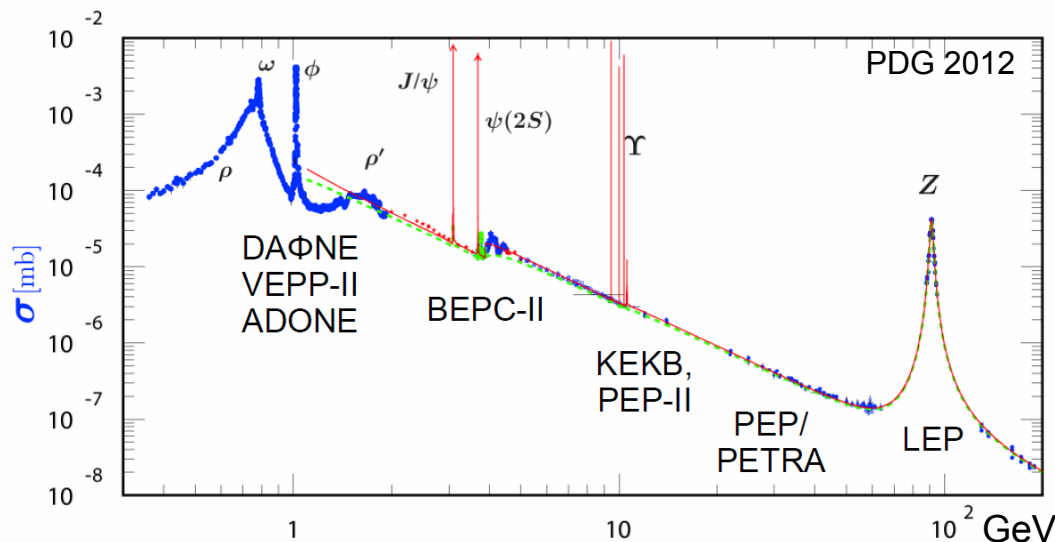 10 -2
10 -3
10 -4
10 -5
10 -6
10 -7
10 -8
σ [mb]
ω
ϕ
ρ
ρ′
J/ψ
ψ(2S)
ϒ
Z
PDG 2012
DAΦNE
VEPP-II
ADONE
BEPC-II
KEKB,
PEP-II
PEP/
PETRA
LEP
1
10
10 2
GeV